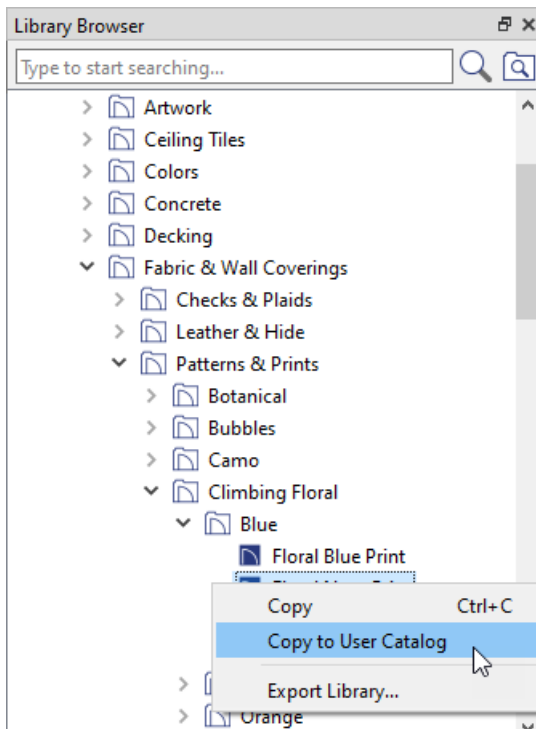 Library Browser
Type to start searching...
Artwork
Ceiling Tiles
Colors
Concrete
Decking
Fabric & Wall Coverings
Checks & Plaids
Leather & Hide
Patterns & Prints
Botanical
Bubbles
Camo
Climbing Floral
Blue
Floral Blue Print
Copy Ctrl+C
Copy to User Catalog
Export Library...
Orange